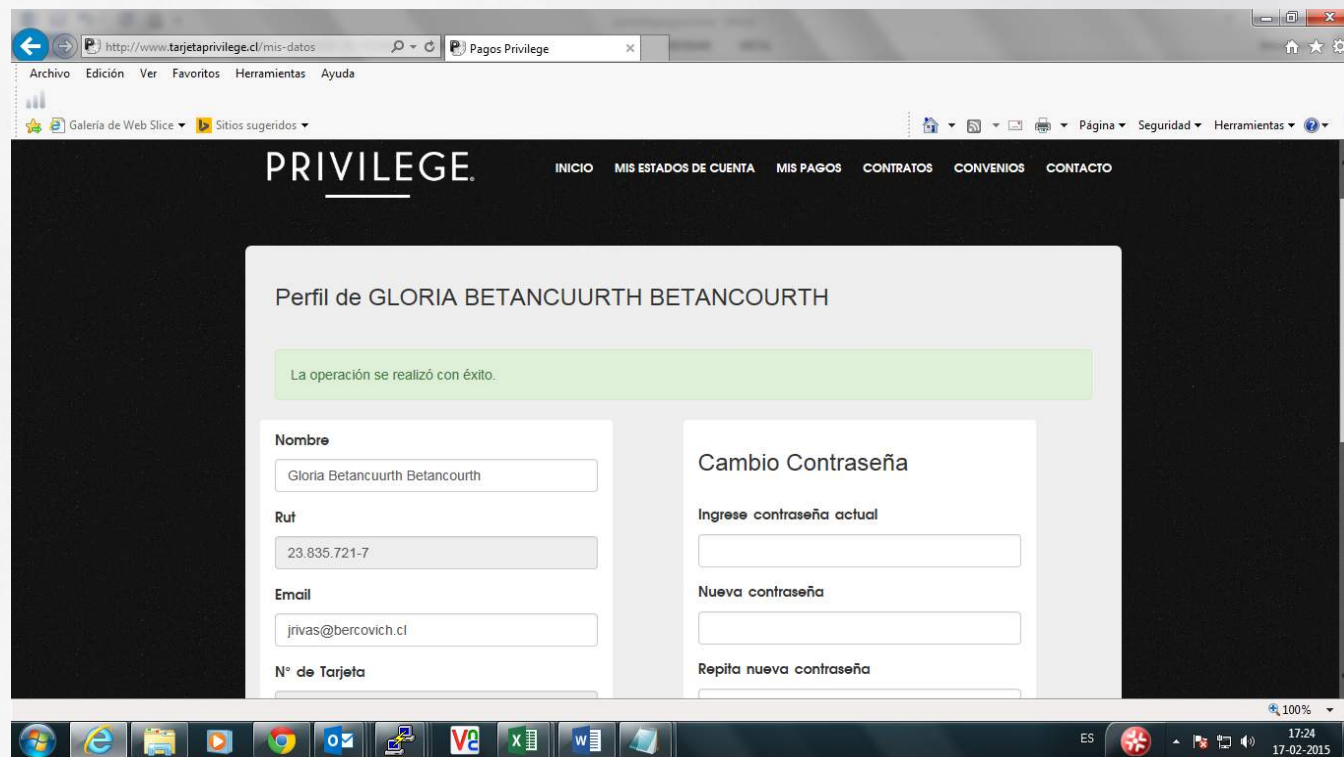 http://www.tarjetaprivilege.cl/mis-datos
Pagos Privilege
Archivo Edición Ver Favoritos Herramientas Ayuda
Galería de Web Slice Sitios sugeridos Página Seguridad Herramientas
PRIVILEGE. INICIO MIS ESTADOS DE CUENTA MIS PAGOS CONTRATOS CONVENIOS CONTACTO
Perfil de GLORIA BETANCUURTH BETANCOURTH
La operación se realizó con éxito.
Nombre
Gloria Betancuurth Betancourth
Rut
23.835.721-7
Email
jrivas@bercovich.cl
N° de Tarjeta
Cambio Contraseña
Ingrese contraseña actual
Nueva contraseña
Repita nueva contraseña
100%
ES
17:24
17-02-2015